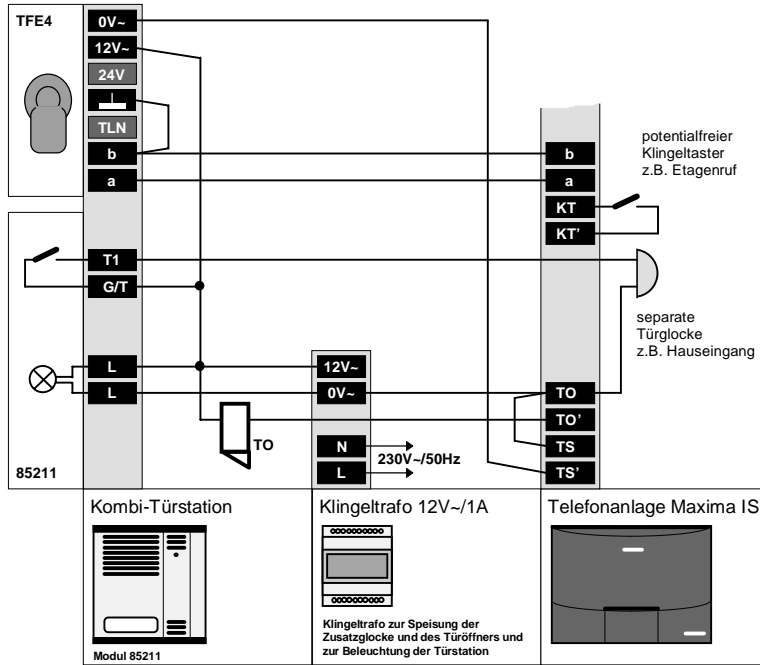 TFE4
0V~
12V~
24V
TLN
b
a
b
a
KT
KT'
potentialfreier
Klingeltaster
z.B. Etagenruf
T1
G/T
separate
Türglocke
z.B. Hauseingang
L
L
12V~
0V~
TO
TO'
TS
TS'
TO
N
L
230V~/50Hz
85211
Kombi-Türstation
Modul 85211
Klingeltrafo 12V~/1A
Klingeltrafo zur Speisung der
Zusatzglocke und des Türöffners und
zur Beleuchtung der Türstation
Telefonanlage Maxima IS